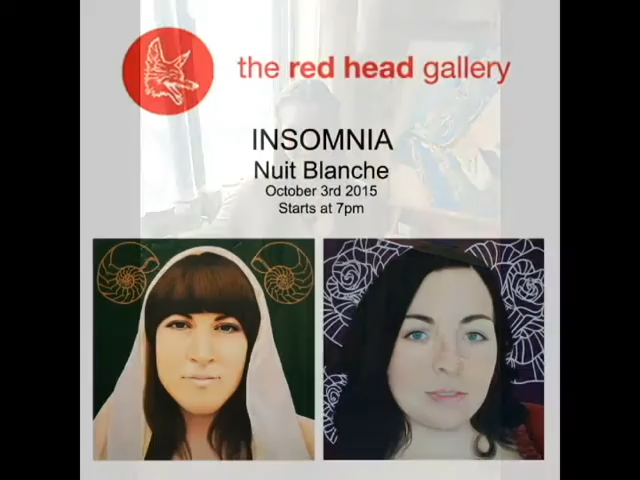 the red head gallery
INSOMNIA
Nuit Blanche
October 3rd 2015
Starts at 7pm